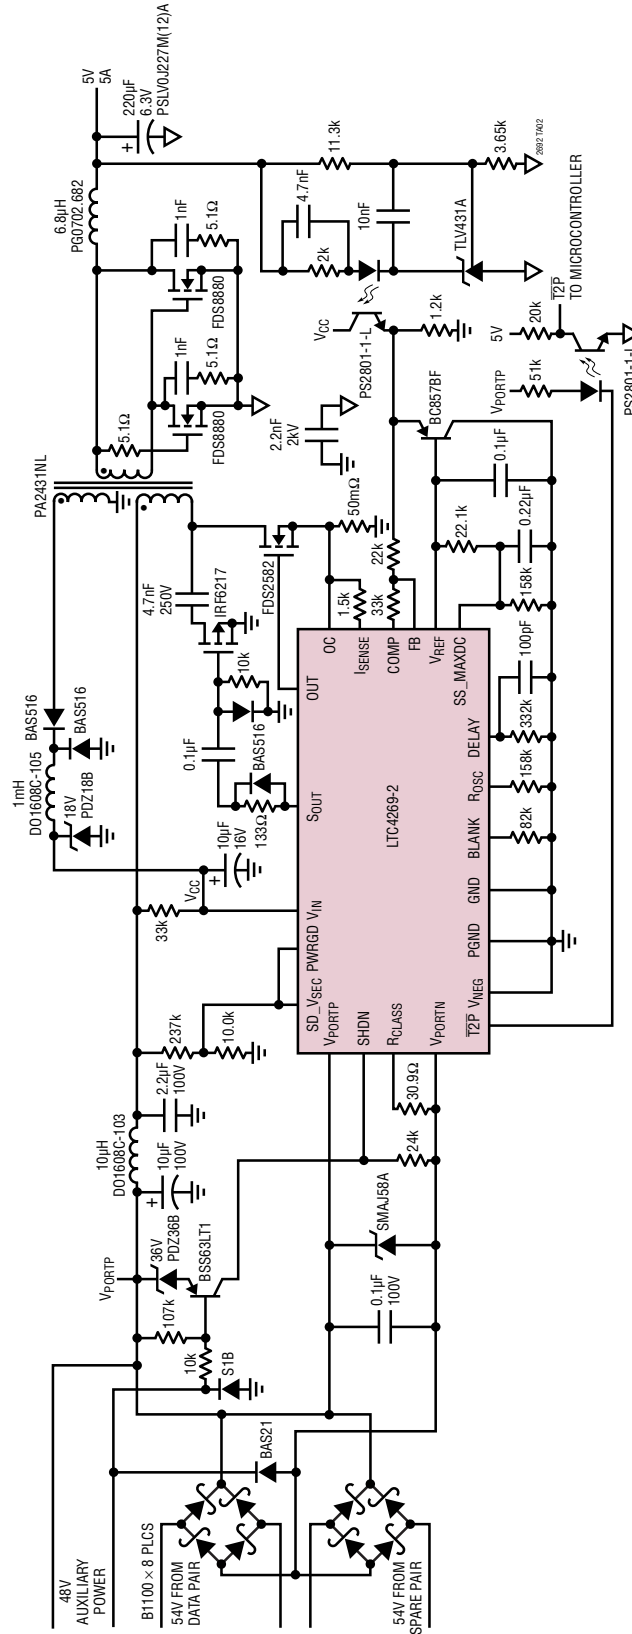 48V
AUXILIARY
POWER
B1100 × 8 PLCS
54V FROM
DATA PAIR
54V FROM
SPARE PAIR
BAS21
S1B
10k
107k
VPORTP
36V
PDZ36B
BSS63LT1
0.1µF
100V
SMAJ58A
24k
30.9Ω
+
10µF
100V
10µH
DO1608C-103
2.2µF
100V
237k
10.0k
33k
VCC
+
10µF
16V
18V
PDZ18B
1mH
DO1608C-105
BAS516
BAS516
133Ω
BAS516
0.1µF
10k
IRF6217
4.7nF
250V
PA2431NL
FDS2582
50mΩ
5.1Ω
FDS8880
1nF
5.1Ω
FDS8880
1nF
5.1Ω
6.8µH
PG0702.682
5V
5A
+
220µF
6.3V
PSLV0J227M(12)A
LTC4269-2
SD_VSEC
PWRGD
VIN
SOUT
OUT
OC
ISENSE
COMP
FB
VREF
SS_MAXDC
DELAY
ROSC
BLANK
GND
PGND
VNEG
T2P
VPORTP
SHDN
RCLASS
VPORTN
1.5k
33k
22k
22.1k
0.1µF
0.22µF
158k
100pF
332k
158k
82k
2.2nF
2kV
VCC
PS2801-1-L
1.2k
BC857BF
2k
4.7nF
11.3k
10nF
TLV431A
3.65k
2692 TA02
VPORTP
51k
5V
20k
T2P
TO MICROCONTROLLER
PS2801-1-L